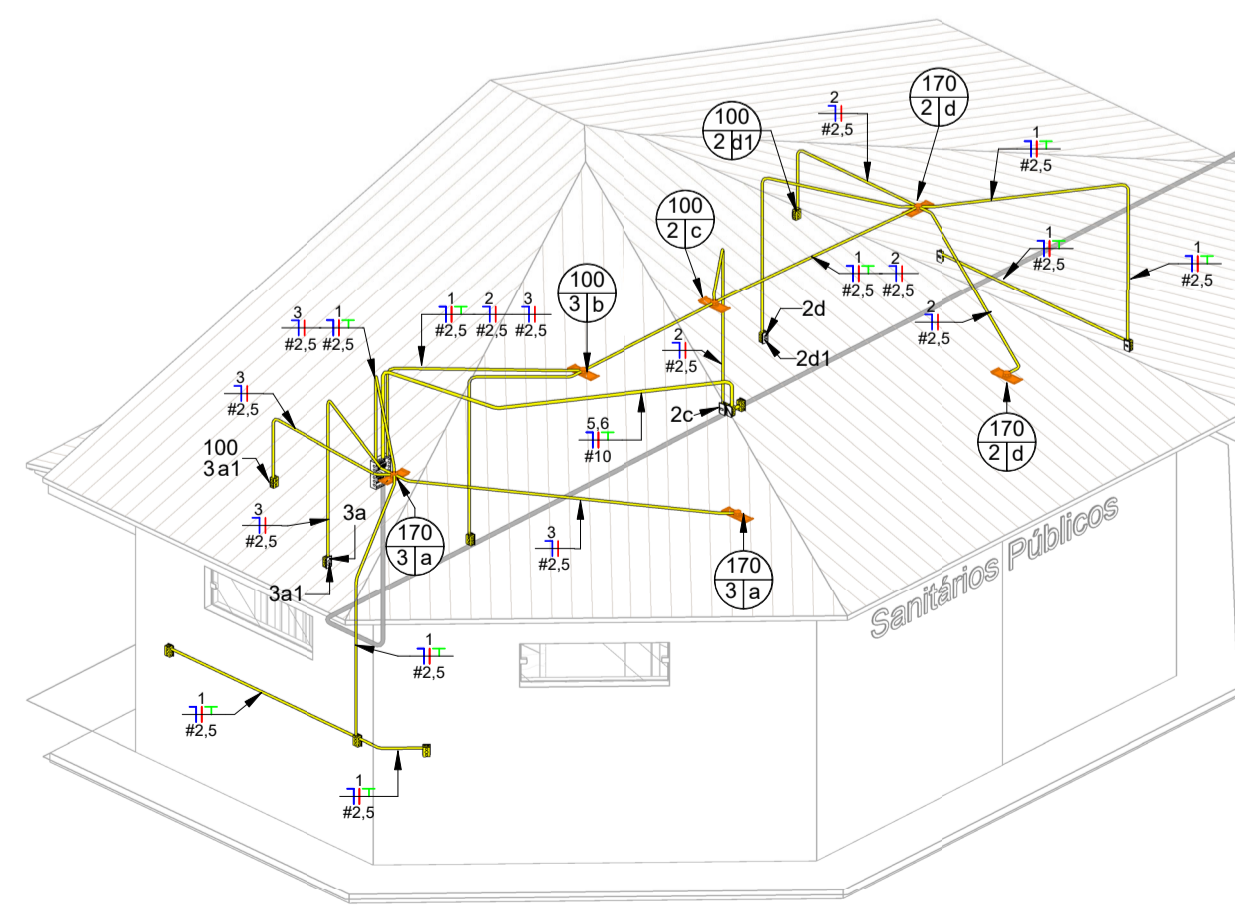 170
2 d
2
#2,5
100
2 d1
1
#2,5
100
2 c
1
#2,5
1
#2,5
1 2
#2,5 #2,5
100
3 b
1 2 3
#2,5 #2,5 #2,5
3 1
#2,5 #2,5
2d
2d1
2
#2,5
2
#2,5
3
#2,5
2c
5,6
#10
170
2 d
100
3 a1
3
#2,5
3a
3a1
170
3 a
3
#2,5
170
3 a
Sanitários Públicos
1
#2,5
1
#2,5
1
#2,5